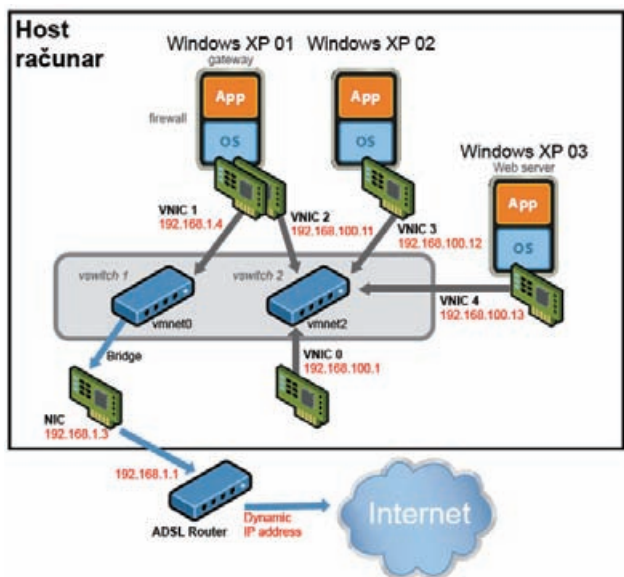 Host
računar
Windows XP 01
gateway
firewall
App
OS
Windows XP 02
App
OS
Windows XP 03
Web server
App
OS
VNIC 1
192.168.1.4
VNIC 2
192.168.100.11
VNIC 3
192.168.100.12
VNIC 4
192.168.100.13
vswitch 1
vswitch 2
vmnet0
vmnet2
Bridge
VNIC 0
192.168.100.1
NIC
192.168.1.3
192.168.1.1
ADSL Router
Dynamic
IP address
Internet